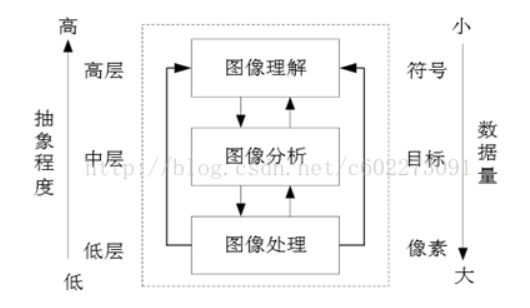 高
小
高层
图像理解
符号
抽象程度
中层
图像分析
目标
数据量
http://blog.csdn.net/c602273091
低层
图像处理
像素
低
大